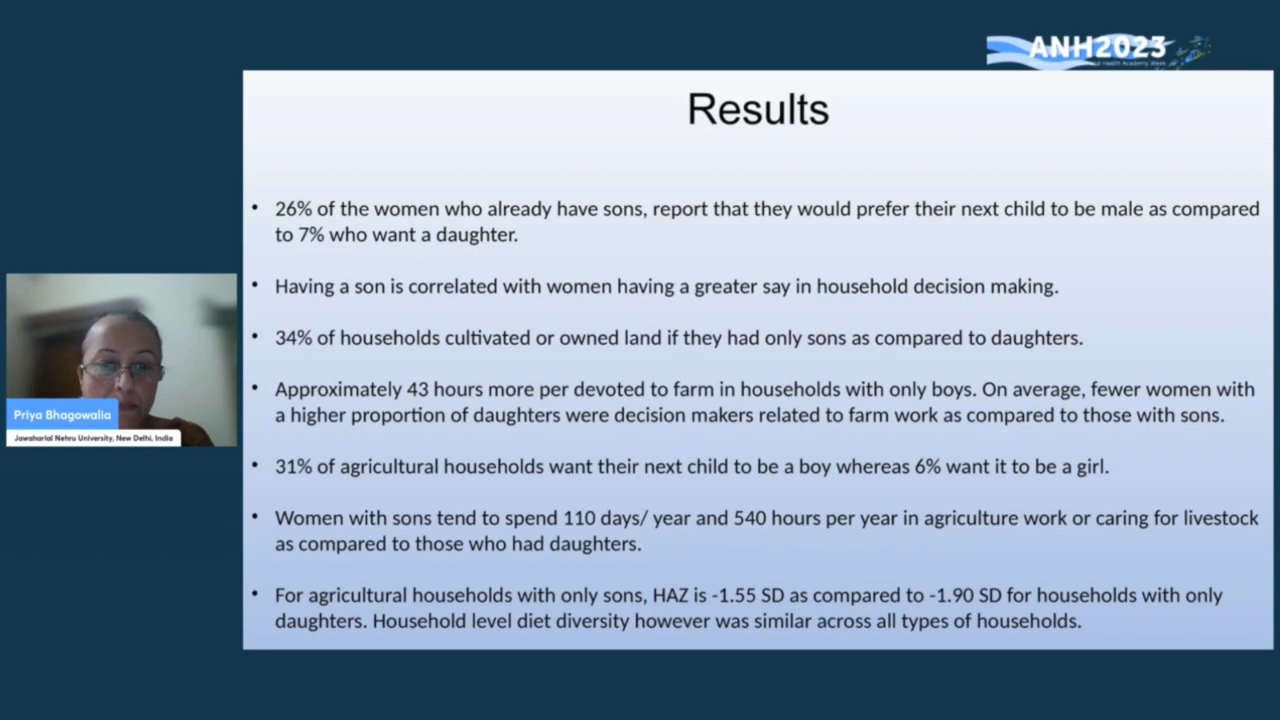 ANH2023
and Health Academy Week
Results
• 26% of the women who already have sons, report that they would prefer their next child to be male as compared
to 7% who want a daughter.
• Having a son is correlated with women having a greater say in household decision making.
• 34% of households cultivated or owned land if they had only sons as compared to daughters.
• Approximately 43 hours more per devoted to farm in households with only boys. On average, fewer women with
a higher proportion of daughters were decision makers related to farm work as compared to those with sons.
• 31% of agricultural households want their next child to be a boy whereas 6% want it to be a girl.
• Women with sons tend to spend 110 days/ year and 540 hours per year in agriculture work or caring for livestock
as compared to those who had daughters.
• For agricultural households with only sons, HAZ is -1.55 SD as compared to -1.90 SD for households with only
daughters. Household level diet diversity however was similar across all types of households.
Priya Bhagowalia
Jawaharlal Nehru University, New Delhi, India